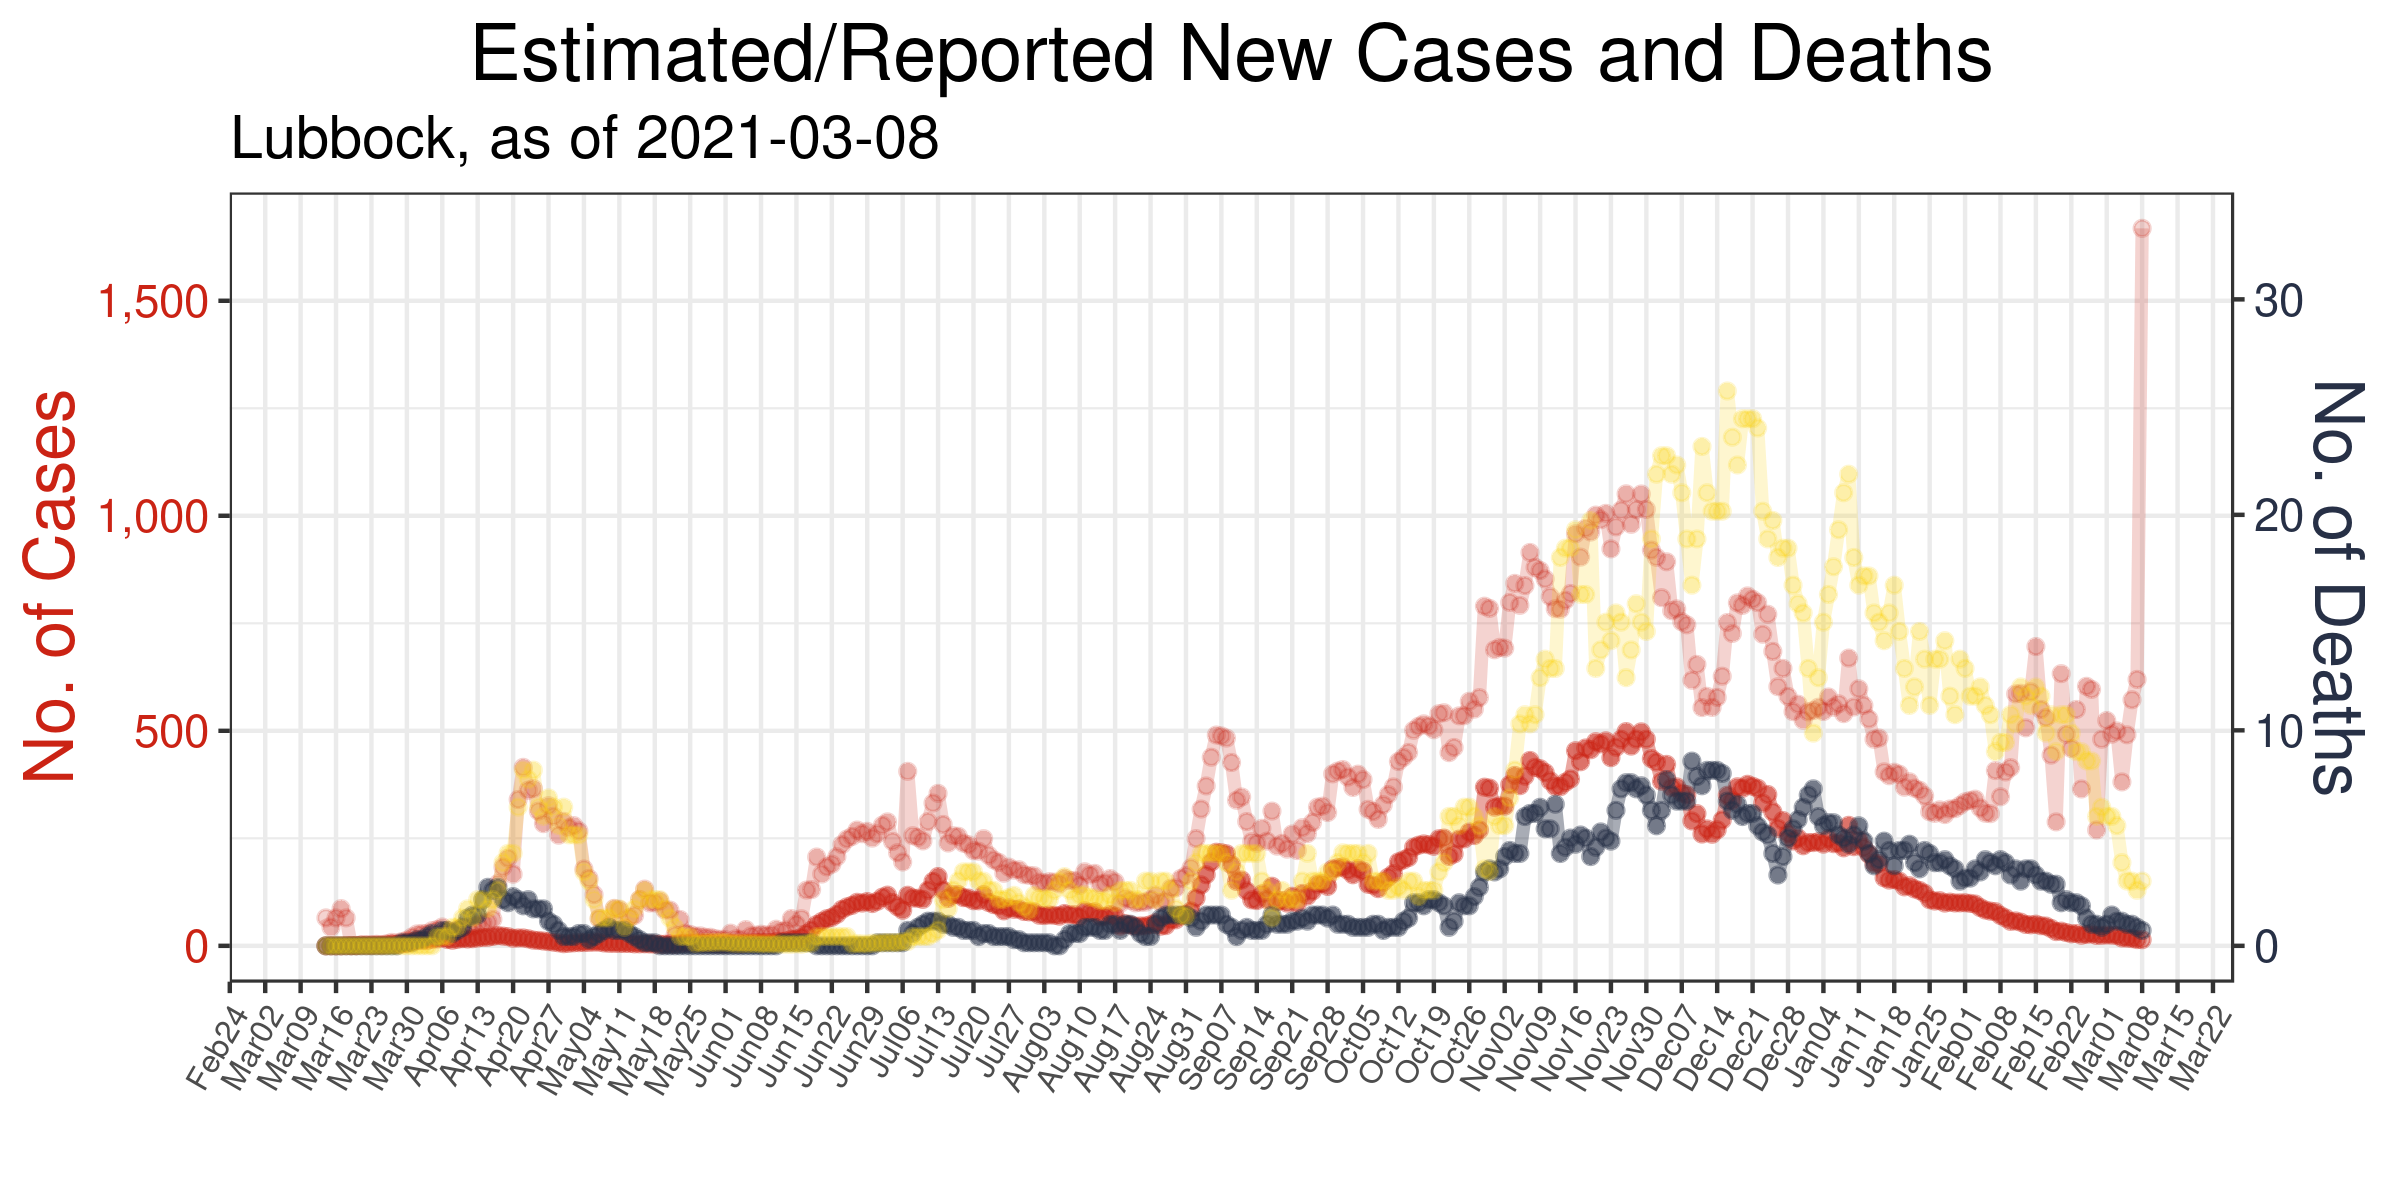 Estimated/Reported New Cases and Deaths
Lubbock, as of 2021-03-08
No. of Cases
1,500
1,000
500
0
30
20
10
0
No. of Deaths
Feb24
Mar02
Mar09
Mar16
Mar23
Mar30
Apr06
Apr13
Apr20
Apr27
May04
May11
May18
May25
Jun01
Jun08
Jun15
Jun22
Jun29
Jul06
Jul13
Jul20
Jul27
Aug03
Aug10
Aug17
Aug24
Aug31
Sep07
Sep14
Sep21
Sep28
Oct05
Oct12
Oct19
Oct26
Nov02
Nov09
Nov16
Nov23
Nov30
Dec07
Dec14
Dec21
Dec28
Jan04
Jan11
Jan18
Jan25
Feb01
Feb08
Feb15
Feb22
Mar01
Mar08
Mar15
Mar22